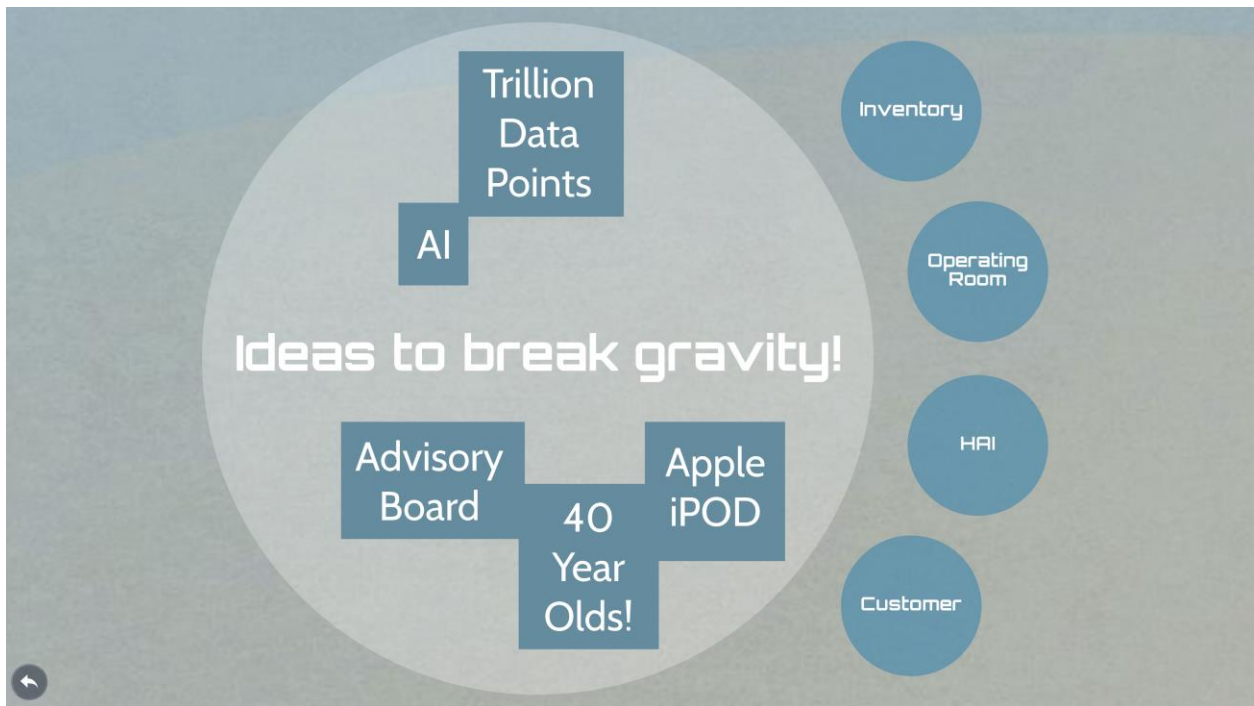 Trillion
Data
Points
AI
Ideas to break gravity!
Advisory
Board
40
Year
Olds!
Apple
iPOD
Inventory
Operating
Room
HAI
Customer